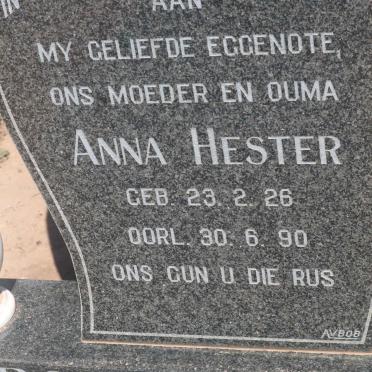 AAN
MY GELIEFDE EGGENOTE,
ONS MOEDER EN OUMA
ANNA HESTER
GEB. 23. 2. 26
OORL. 30. 6. 90
ONS GUN U DIE RUS
AVBOB